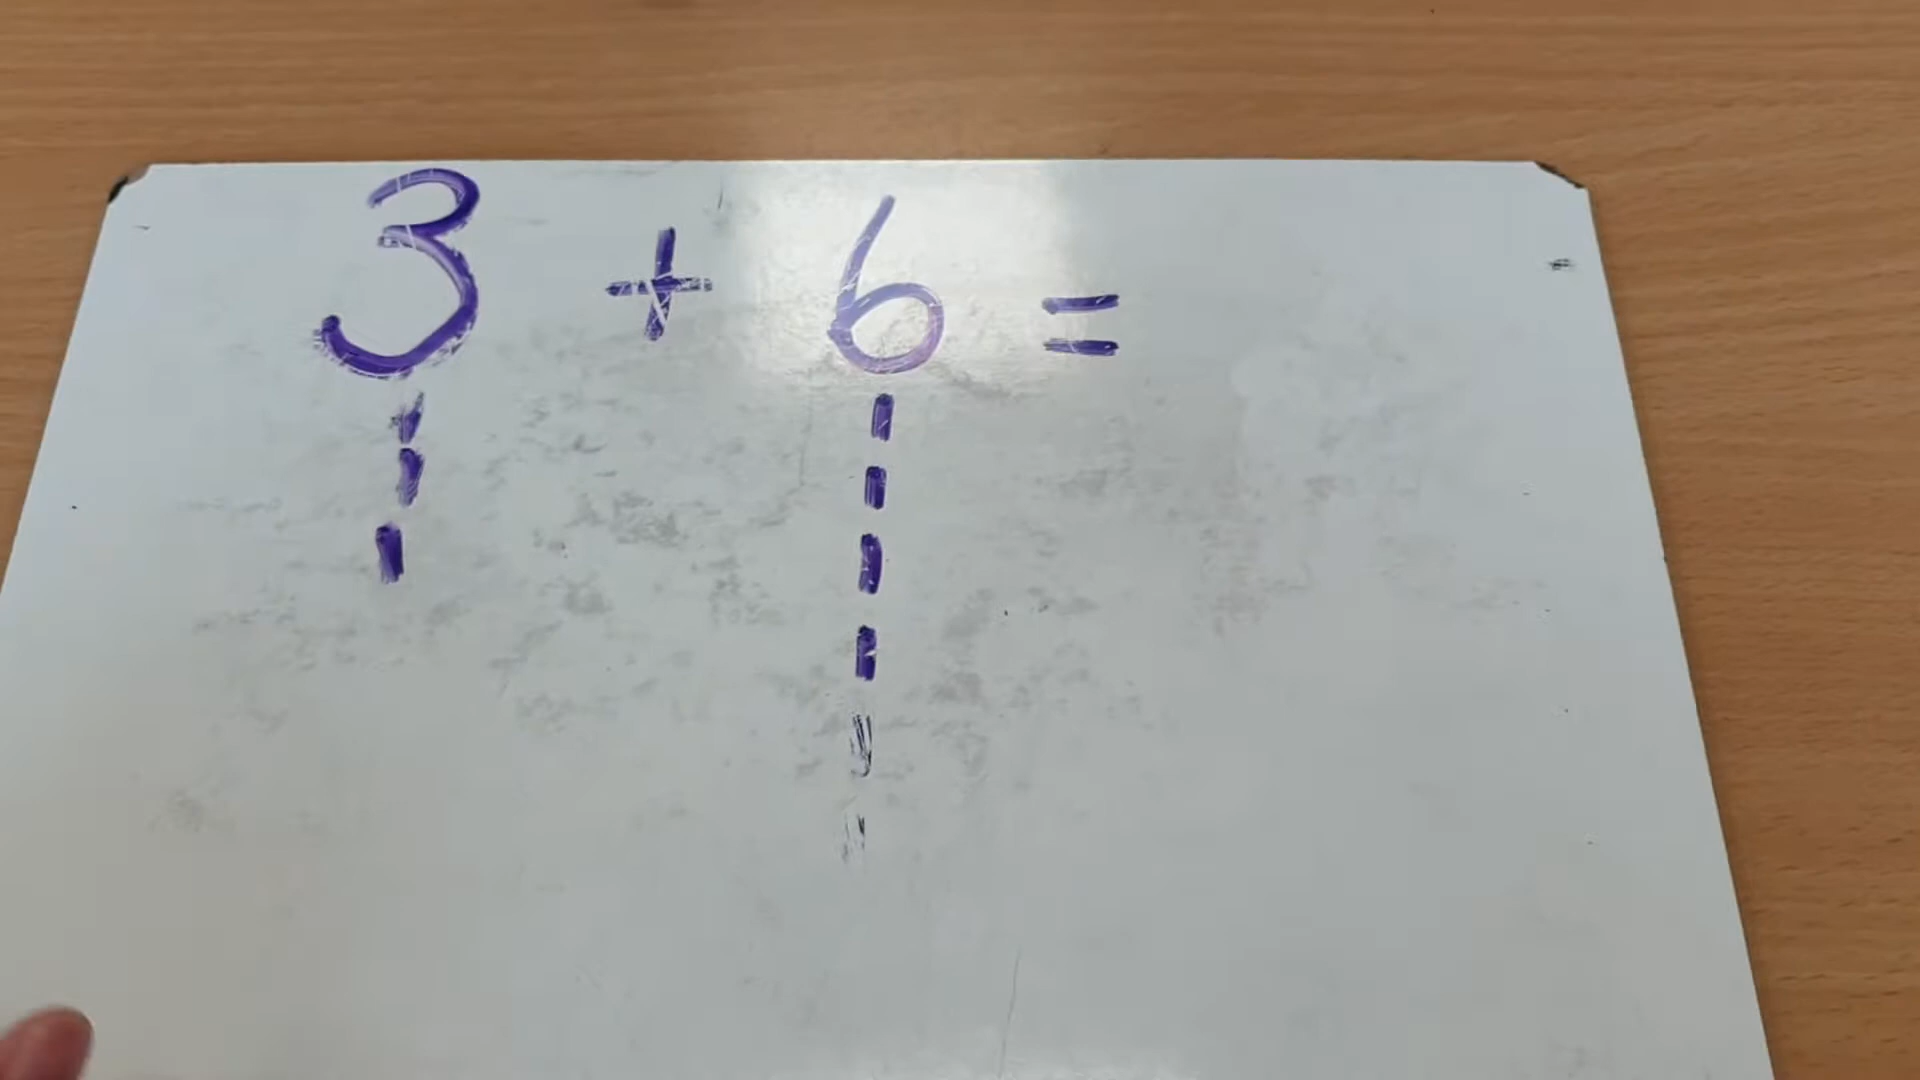 3 + 6 =